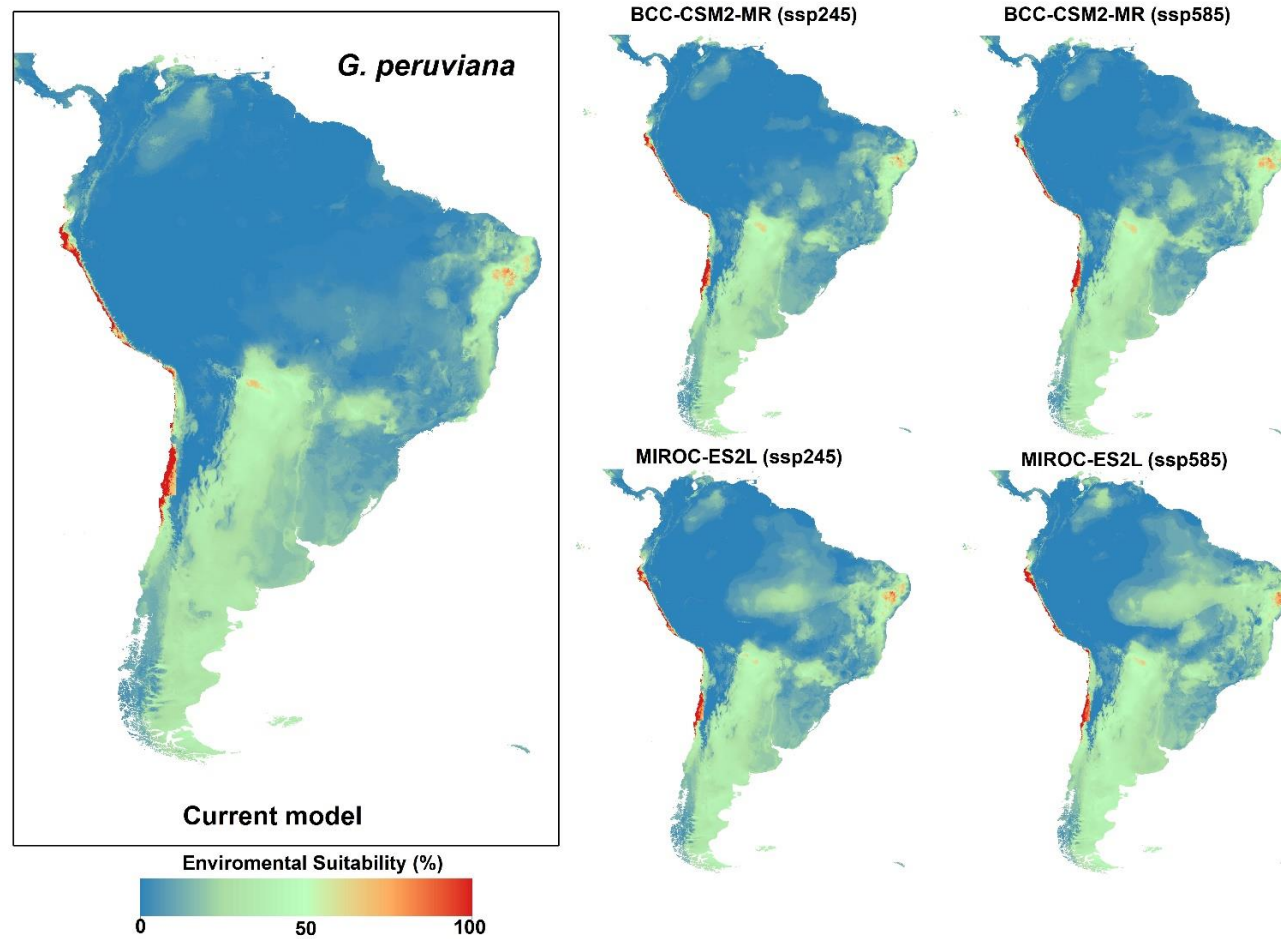 BCC-CSM2-MR (ssp245)
BCC-CSM2-MR (ssp585)
G. peruviana
MIROC-ES2L (ssp245)
MIROC-ES2L (ssp585)
Current model
Enviromental Suitability (%)
0 50 100